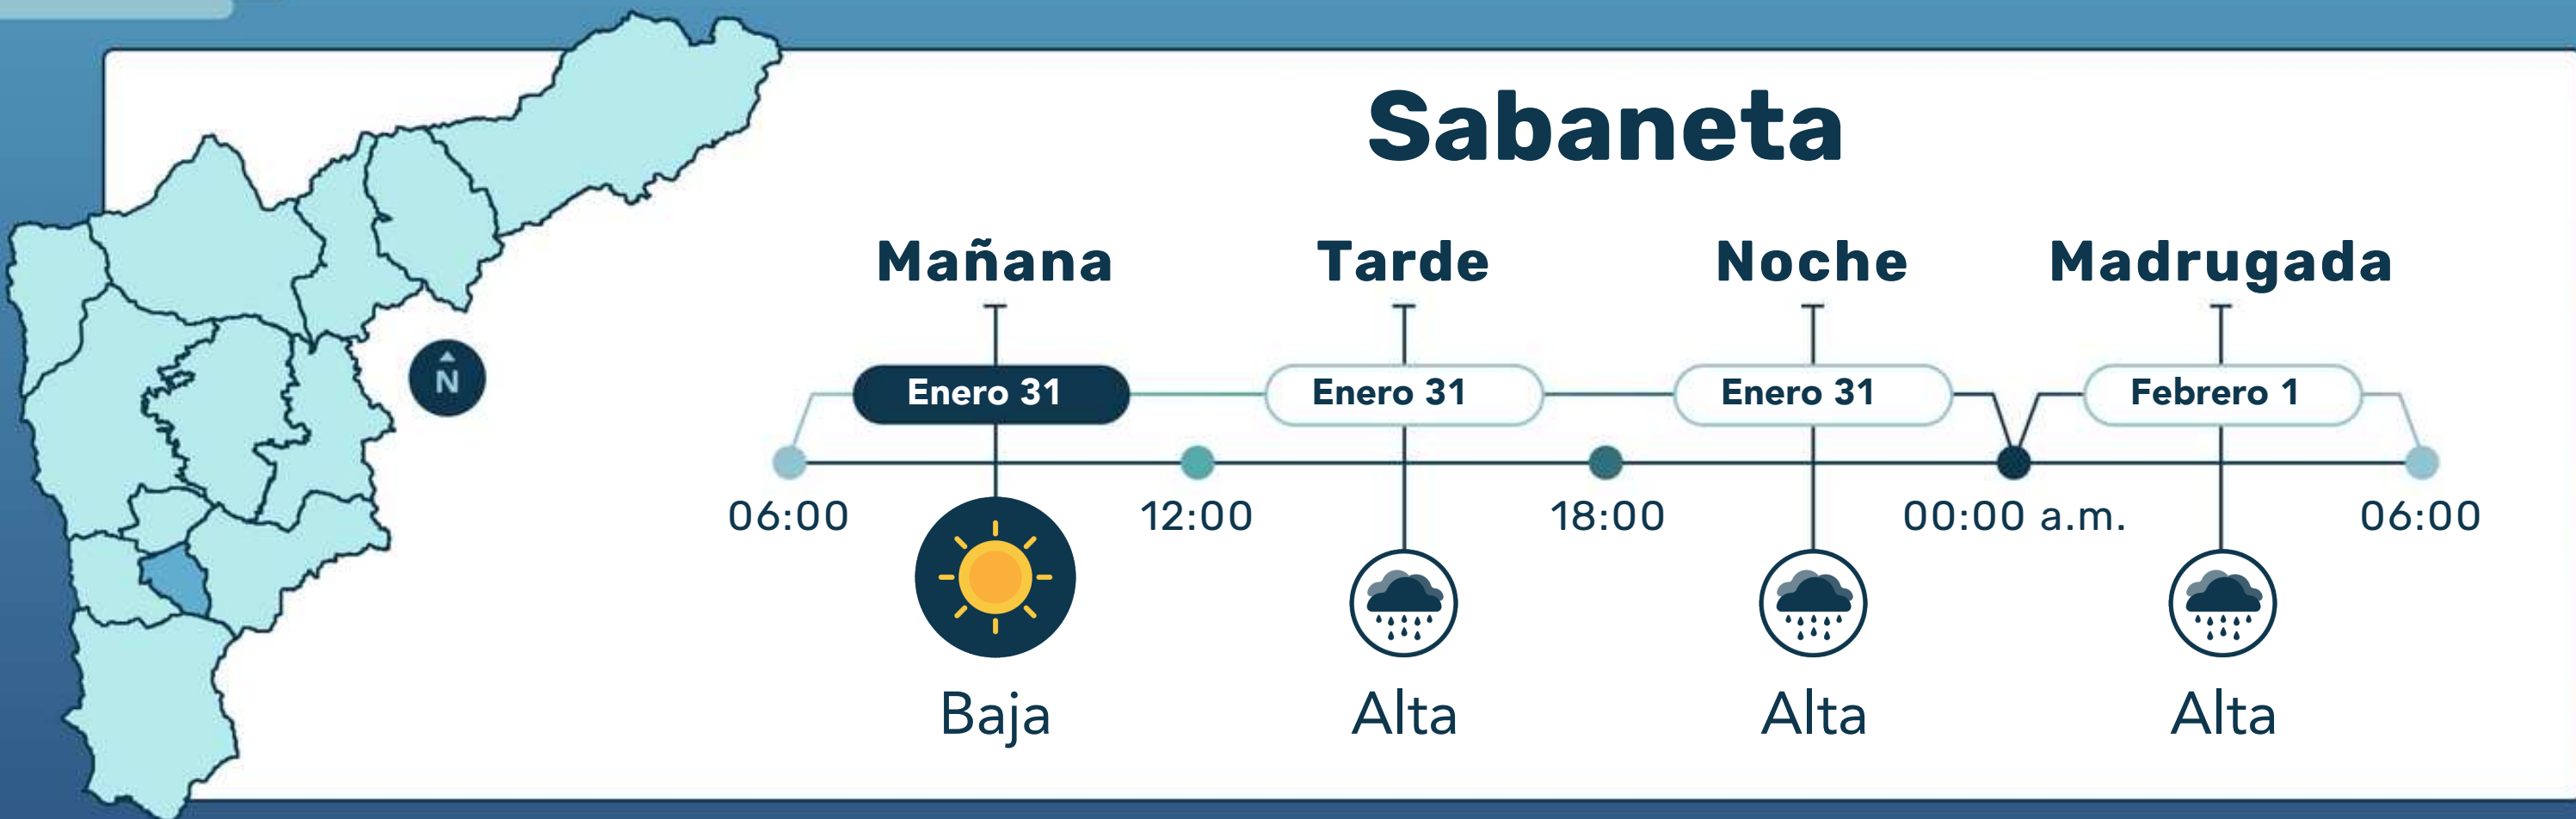 Sabaneta
Mañana Tarde Noche Madrugada
Enero 31 Enero 31 Enero 31 Febrero 1
N
06:00 12:00 18:00 00:00 a.m. 06:00
Baja Alta Alta Alta